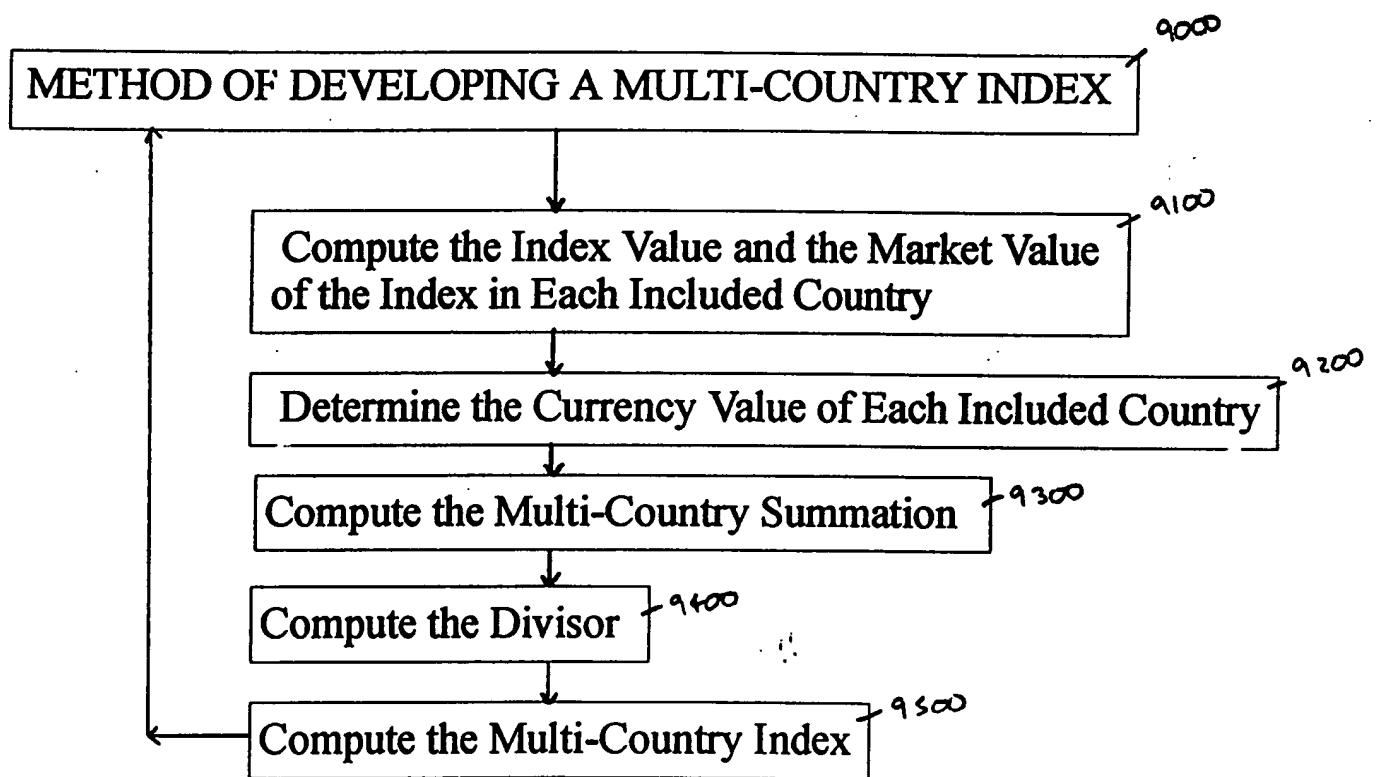 9000
METHOD OF DEVELOPING A MULTI-COUNTRY INDEX
9100
Compute the Index Value and the Market Value
of the Index in Each Included Country
9200
Determine the Currency Value of Each Included Country
9300
Compute the Multi-Country Summation
9400
Compute the Divisor
9500
Compute the Multi-Country Index